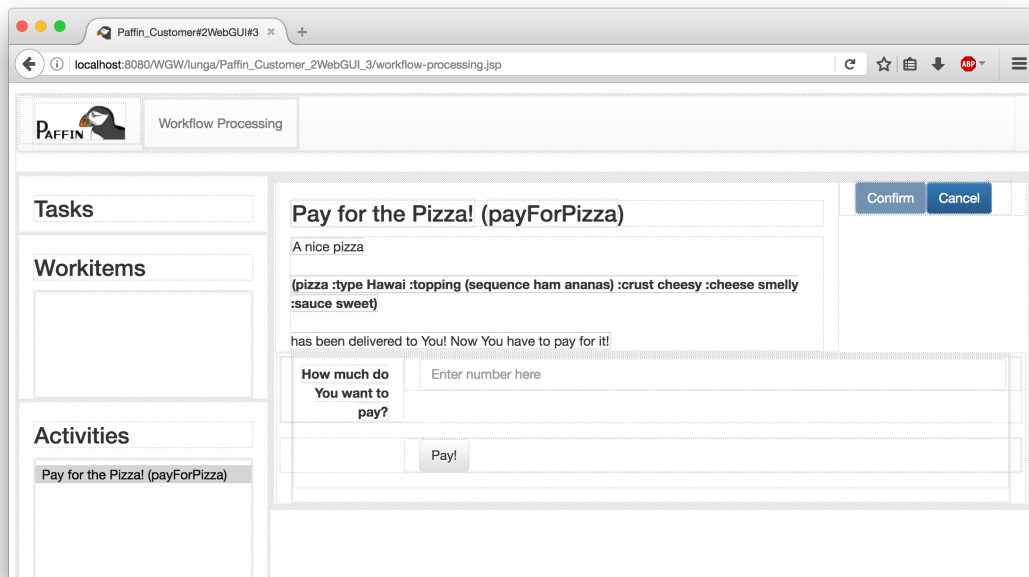 Paffin_Customer#2WebGUI#3
localhost:8080/WGW/lunga/Paffin_Customer_2WebGUI_3/workflow-processing.jsp
ABP
PAFFIN
Workflow Processing
Tasks
Workitems
Activities
Pay for the Pizza! (payForPizza)
Pay for the Pizza! (payForPizza)
A nice pizza
(pizza :type Hawai :topping (sequence ham ananas) :crust cheesy :cheese smelly
:sauce sweet)
has been delivered to You! Now You have to pay for it!
How much do
You want to
pay?
Enter number here
Pay!
Confirm
Cancel